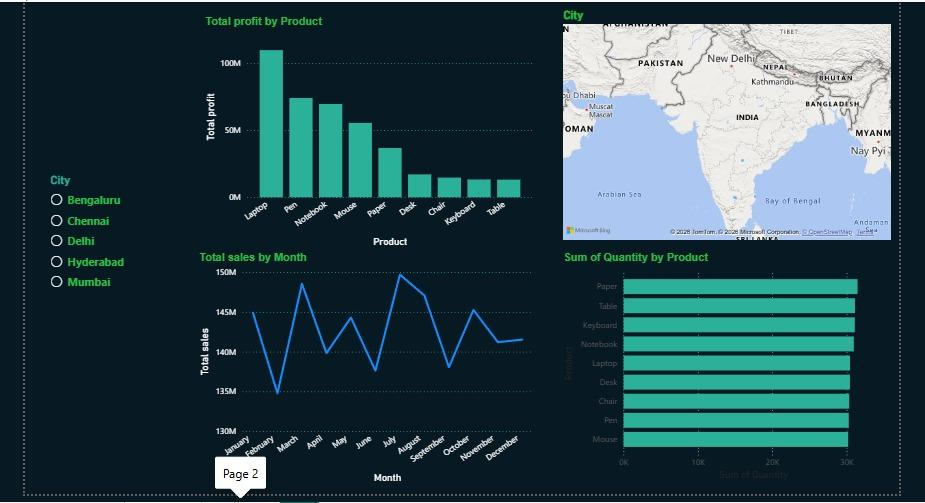 City
Bengaluru
Chennai
Delhi
Hyderabad
Mumbai
Total profit by Product
Total profit
100M
50M
0M
Laptop
Pen
Notebook
Mouse
Paper
Desk
Chair
Keyboard
Table
Product
City
TIBET
PAKISTAN
New Delhi
NEPAL
Kathmandu
BHUTAN
BANGLADESH
Muscat
Mascat
OMAN
INDIA
MYANM
Nay Pyi
Arabian Sea
Bay of Bengal
Andaman
Sea
Microsoft Bing
© 2026 TomTom, © 2026 Microsoft Corporation, © OpenStreetMap Terms
SRI LANKA
Total sales by Month
Total sales
150M
145M
140M
135M
130M
January
February
March
April
May
June
July
August
September
October
November
December
Month
Sum of Quantity by Product
Product
Paper
Table
Keyboard
Notebook
Laptop
Desk
Chair
Pen
Mouse
0K
10K
20K
30K
Sum of Quantity
Page 2